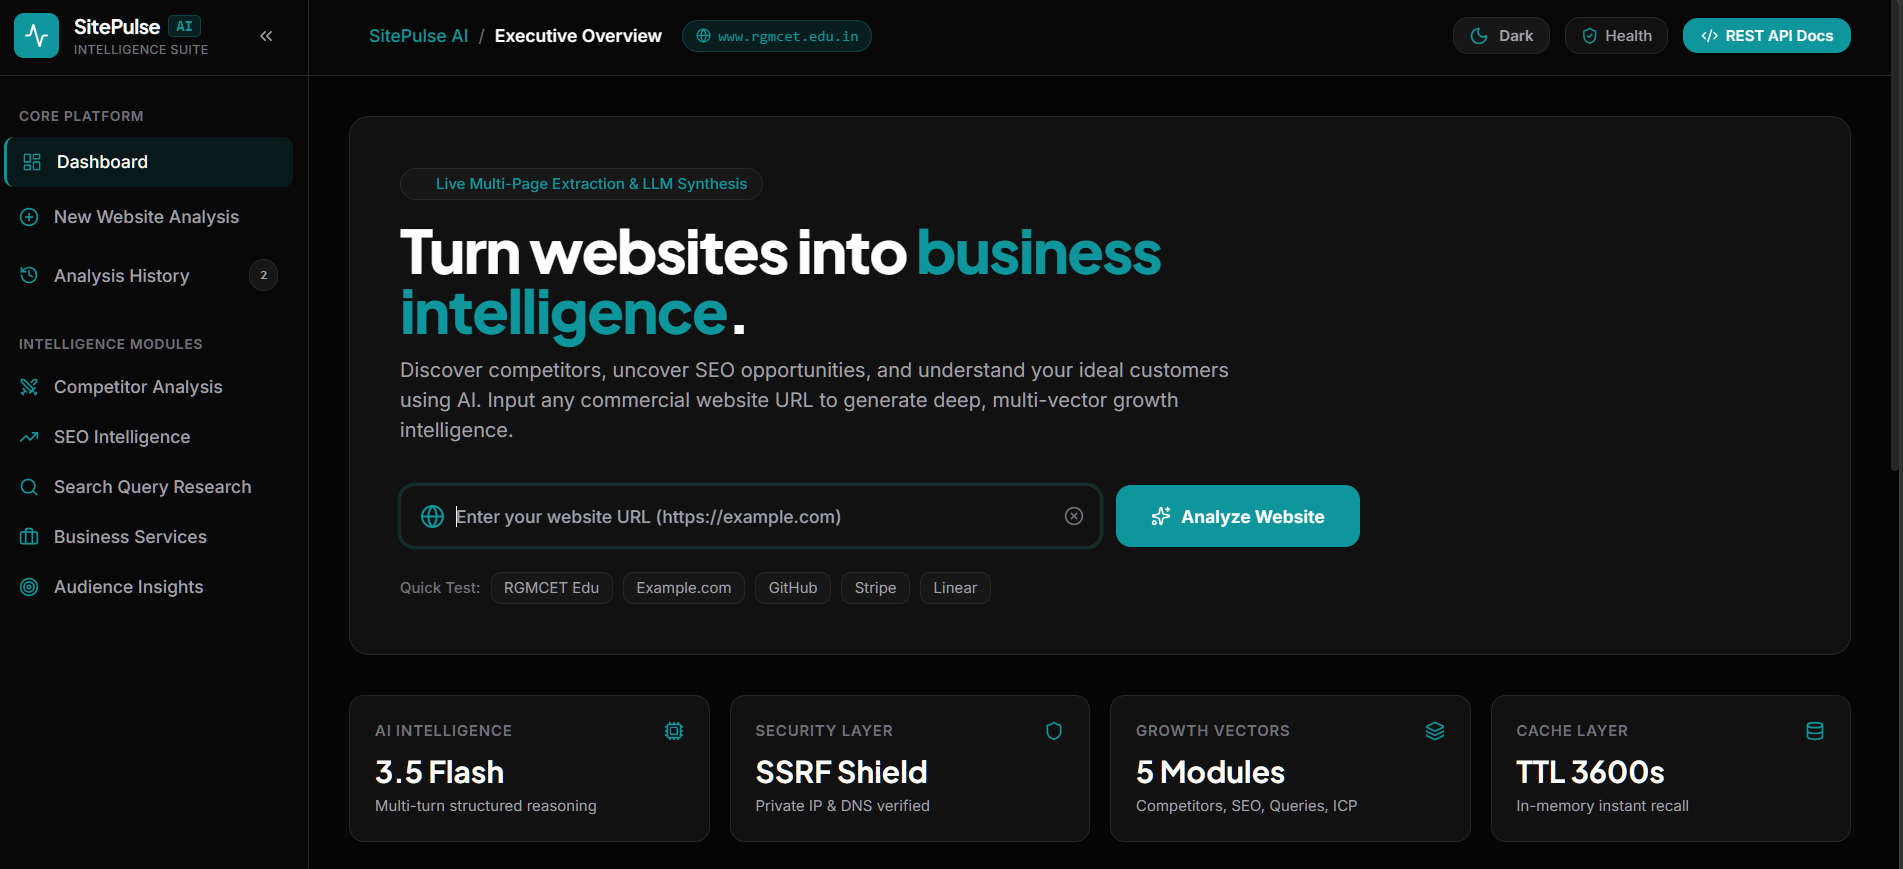 SitePulse AI
INTELLIGENCE SUITE
SitePulse AI / Executive Overview
www.rgmcet.edu.in
Dark
Health
</> REST API Docs
CORE PLATFORM
Dashboard
New Website Analysis
Analysis History 2
INTELLIGENCE MODULES
Competitor Analysis
SEO Intelligence
Search Query Research
Business Services
Audience Insights
Live Multi-Page Extraction & LLM Synthesis
Turn websites into business
intelligence.
Discover competitors, uncover SEO opportunities, and understand your ideal customers
using AI. Input any commercial website URL to generate deep, multi-vector growth
intelligence.
Enter your website URL (https://example.com)
Analyze Website
Quick Test: RGMCET Edu Example.com GitHub Stripe Linear
AI INTELLIGENCE
3.5 Flash
Multi-turn structured reasoning
SECURITY LAYER
SSRF Shield
Private IP & DNS verified
GROWTH VECTORS
5 Modules
Competitors, SEO, Queries, ICP
CACHE LAYER
TTL 3600s
In-memory instant recall